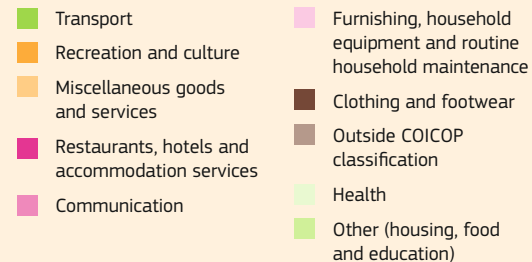 Transport
Recreation and culture
Miscellaneous goods
and services
Restaurants, hotels and
accommodation services
Communication
Furnishing, household
equipment and routine
household maintenance
Clothing and footwear
Outside COICOP
classification
Health
Other (housing, food
and education)